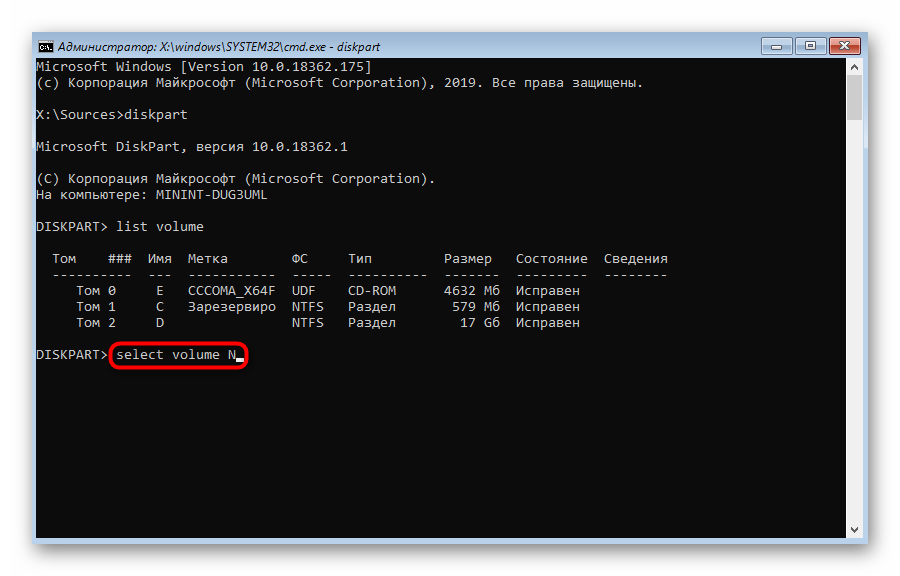 Администратор: X:\windows\SYSTEM32\cmd.exe - diskpart
Microsoft Windows [Version 10.0.18362.175]
(c) Корпорация Майкрософт (Microsoft Corporation), 2019. Все права защищены.
X:\Sources>diskpart
Microsoft DiskPart, версия 10.0.18362.1
(C) Корпорация Майкрософт (Microsoft Corporation).
На компьютере: MININT-DUG3UML
DISKPART> list volume
Том ### Имя Метка ФС Тип Размер Состояние Сведения
---------- --- ----------- ----- ---------- ------- --------- --------
Том 0 E CCCOMA_X64F UDF CD-ROM 4632 Мб Исправен
Том 1 C Зарезервиро NTFS Раздел 579 Мб Исправен
Том 2 D NTFS Раздел 17 Gб Исправен
DISKPART> select volume N